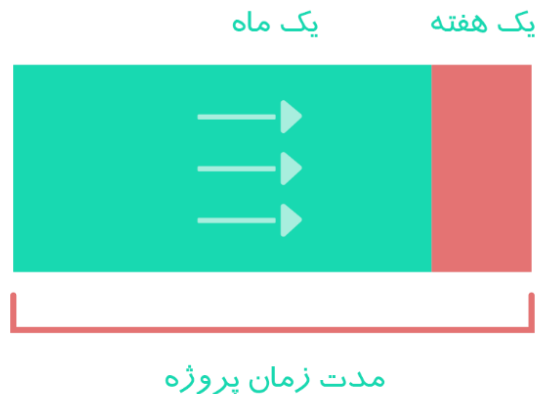 یک هفته
یک ماه
مدت زمان پروژه